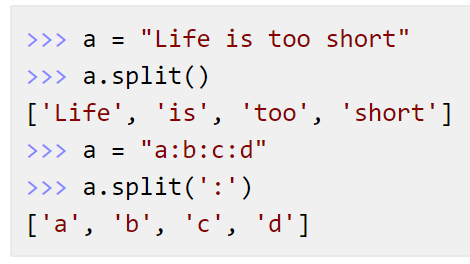 >>> a = "Life is too short"
>>> a.split()
['Life', 'is', 'too', 'short']
>>> a = "a:b:c:d"
>>> a.split(':')
['a', 'b', 'c', 'd']